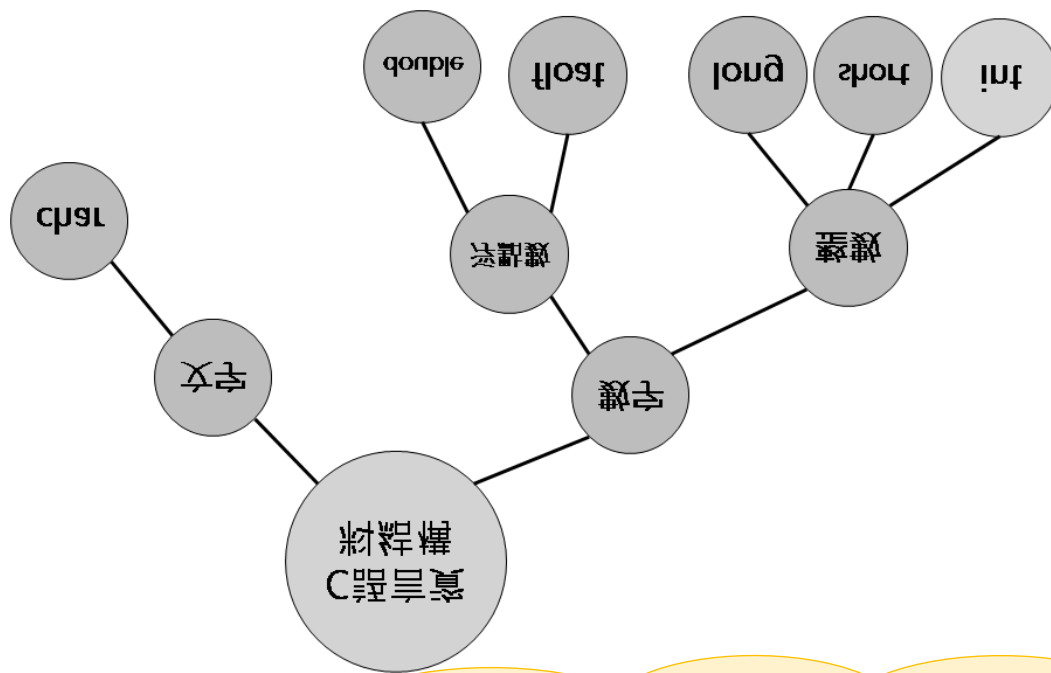 C語言資
料結構
文字
數字
char
浮點數
整數
double
float
long
short
int